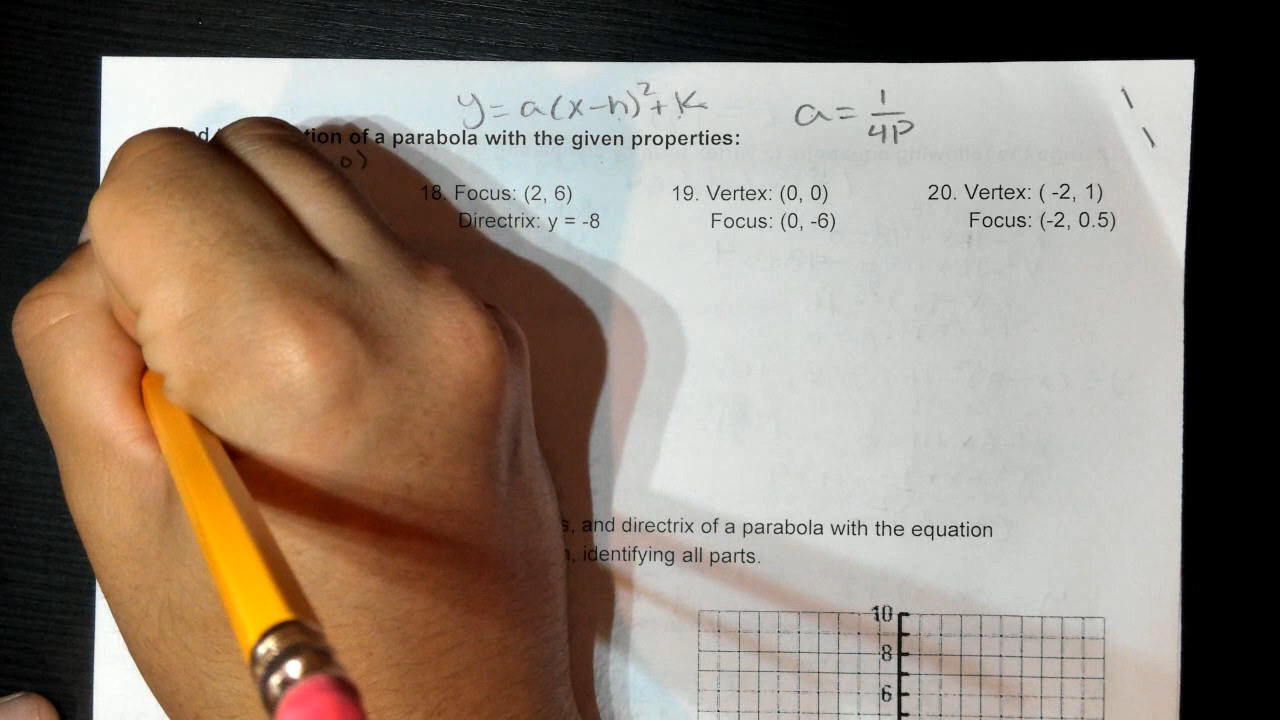 y = a(x-h)²+k a = 1/4P
tion of a parabola with the given properties:
18. Focus: (2, 6) 19. Vertex: (0, 0) 20. Vertex: ( -2, 1)
Directrix: y = -8 Focus: (0, -6) Focus: (-2, 0.5)
, and directrix of a parabola with the equation
, identifying all parts.
10
8
6